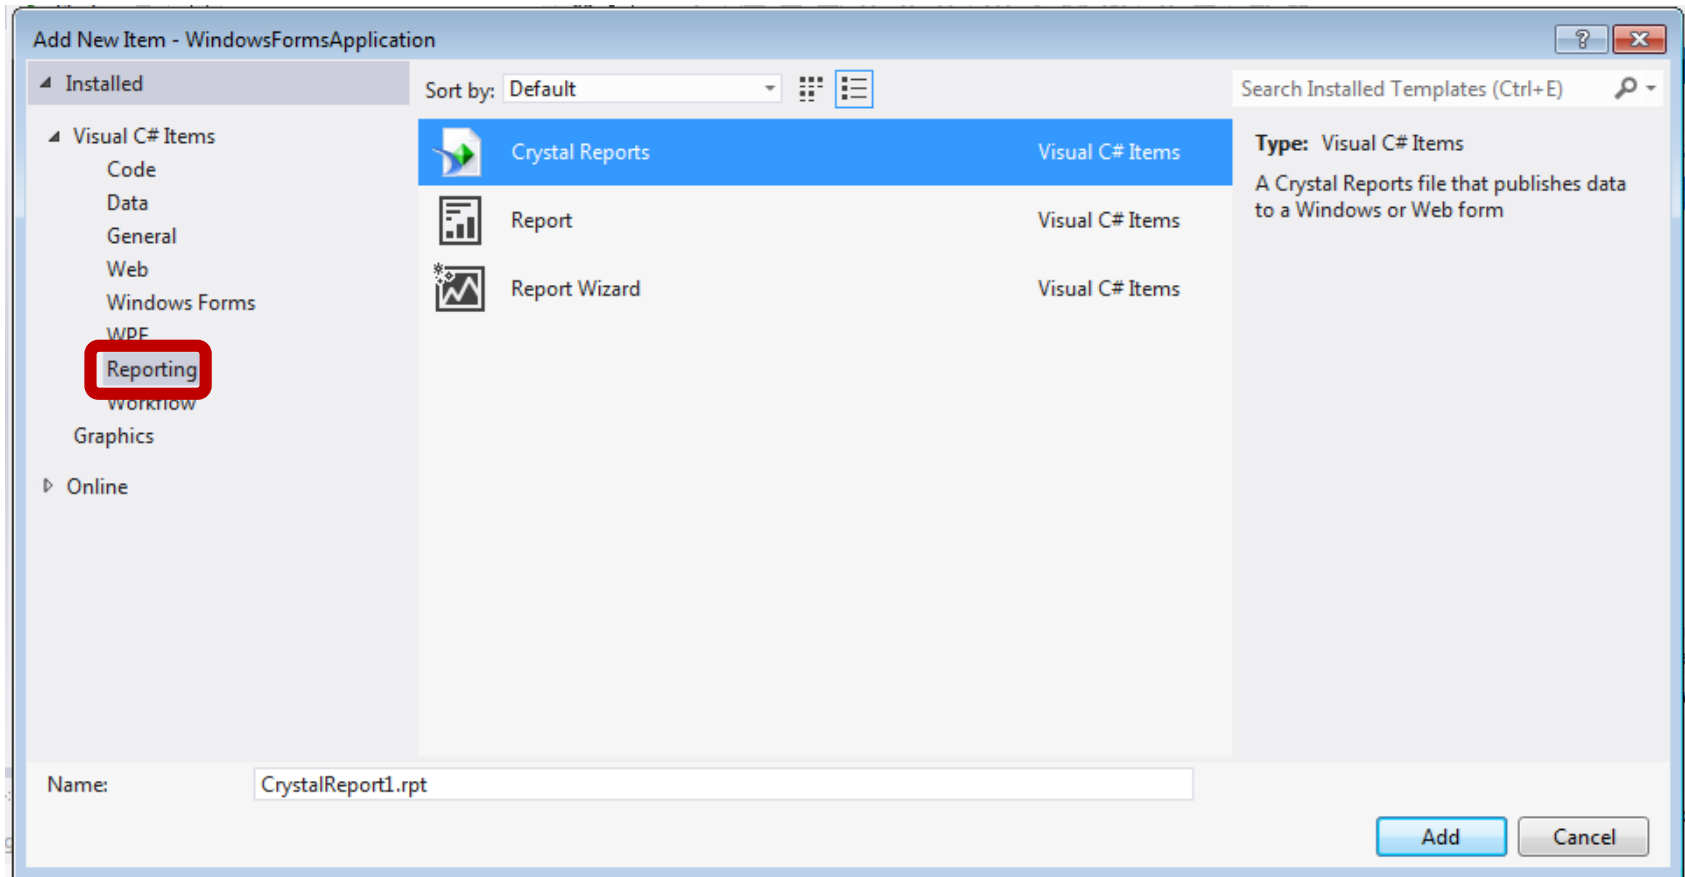 Add New Item - WindowsFormsApplication
Installed
Sort by: Default
Search Installed Templates (Ctrl+E)
Visual C# Items
Code
Data
General
Web
Windows Forms
WPF
Reporting
Workflow
Graphics
Online
Crystal Reports Visual C# Items
Report Visual C# Items
Report Wizard Visual C# Items
Type: Visual C# Items
A Crystal Reports file that publishes data
to a Windows or Web form
Name: CrystalReport1.rpt
Add Cancel